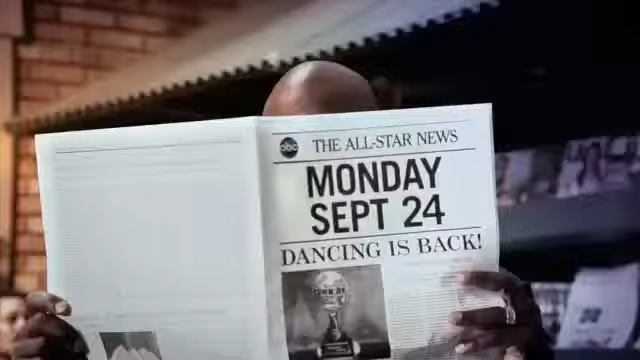 abc THE ALL-STAR NEWS
MONDAY
SEPT 24
DANCING IS BACK!